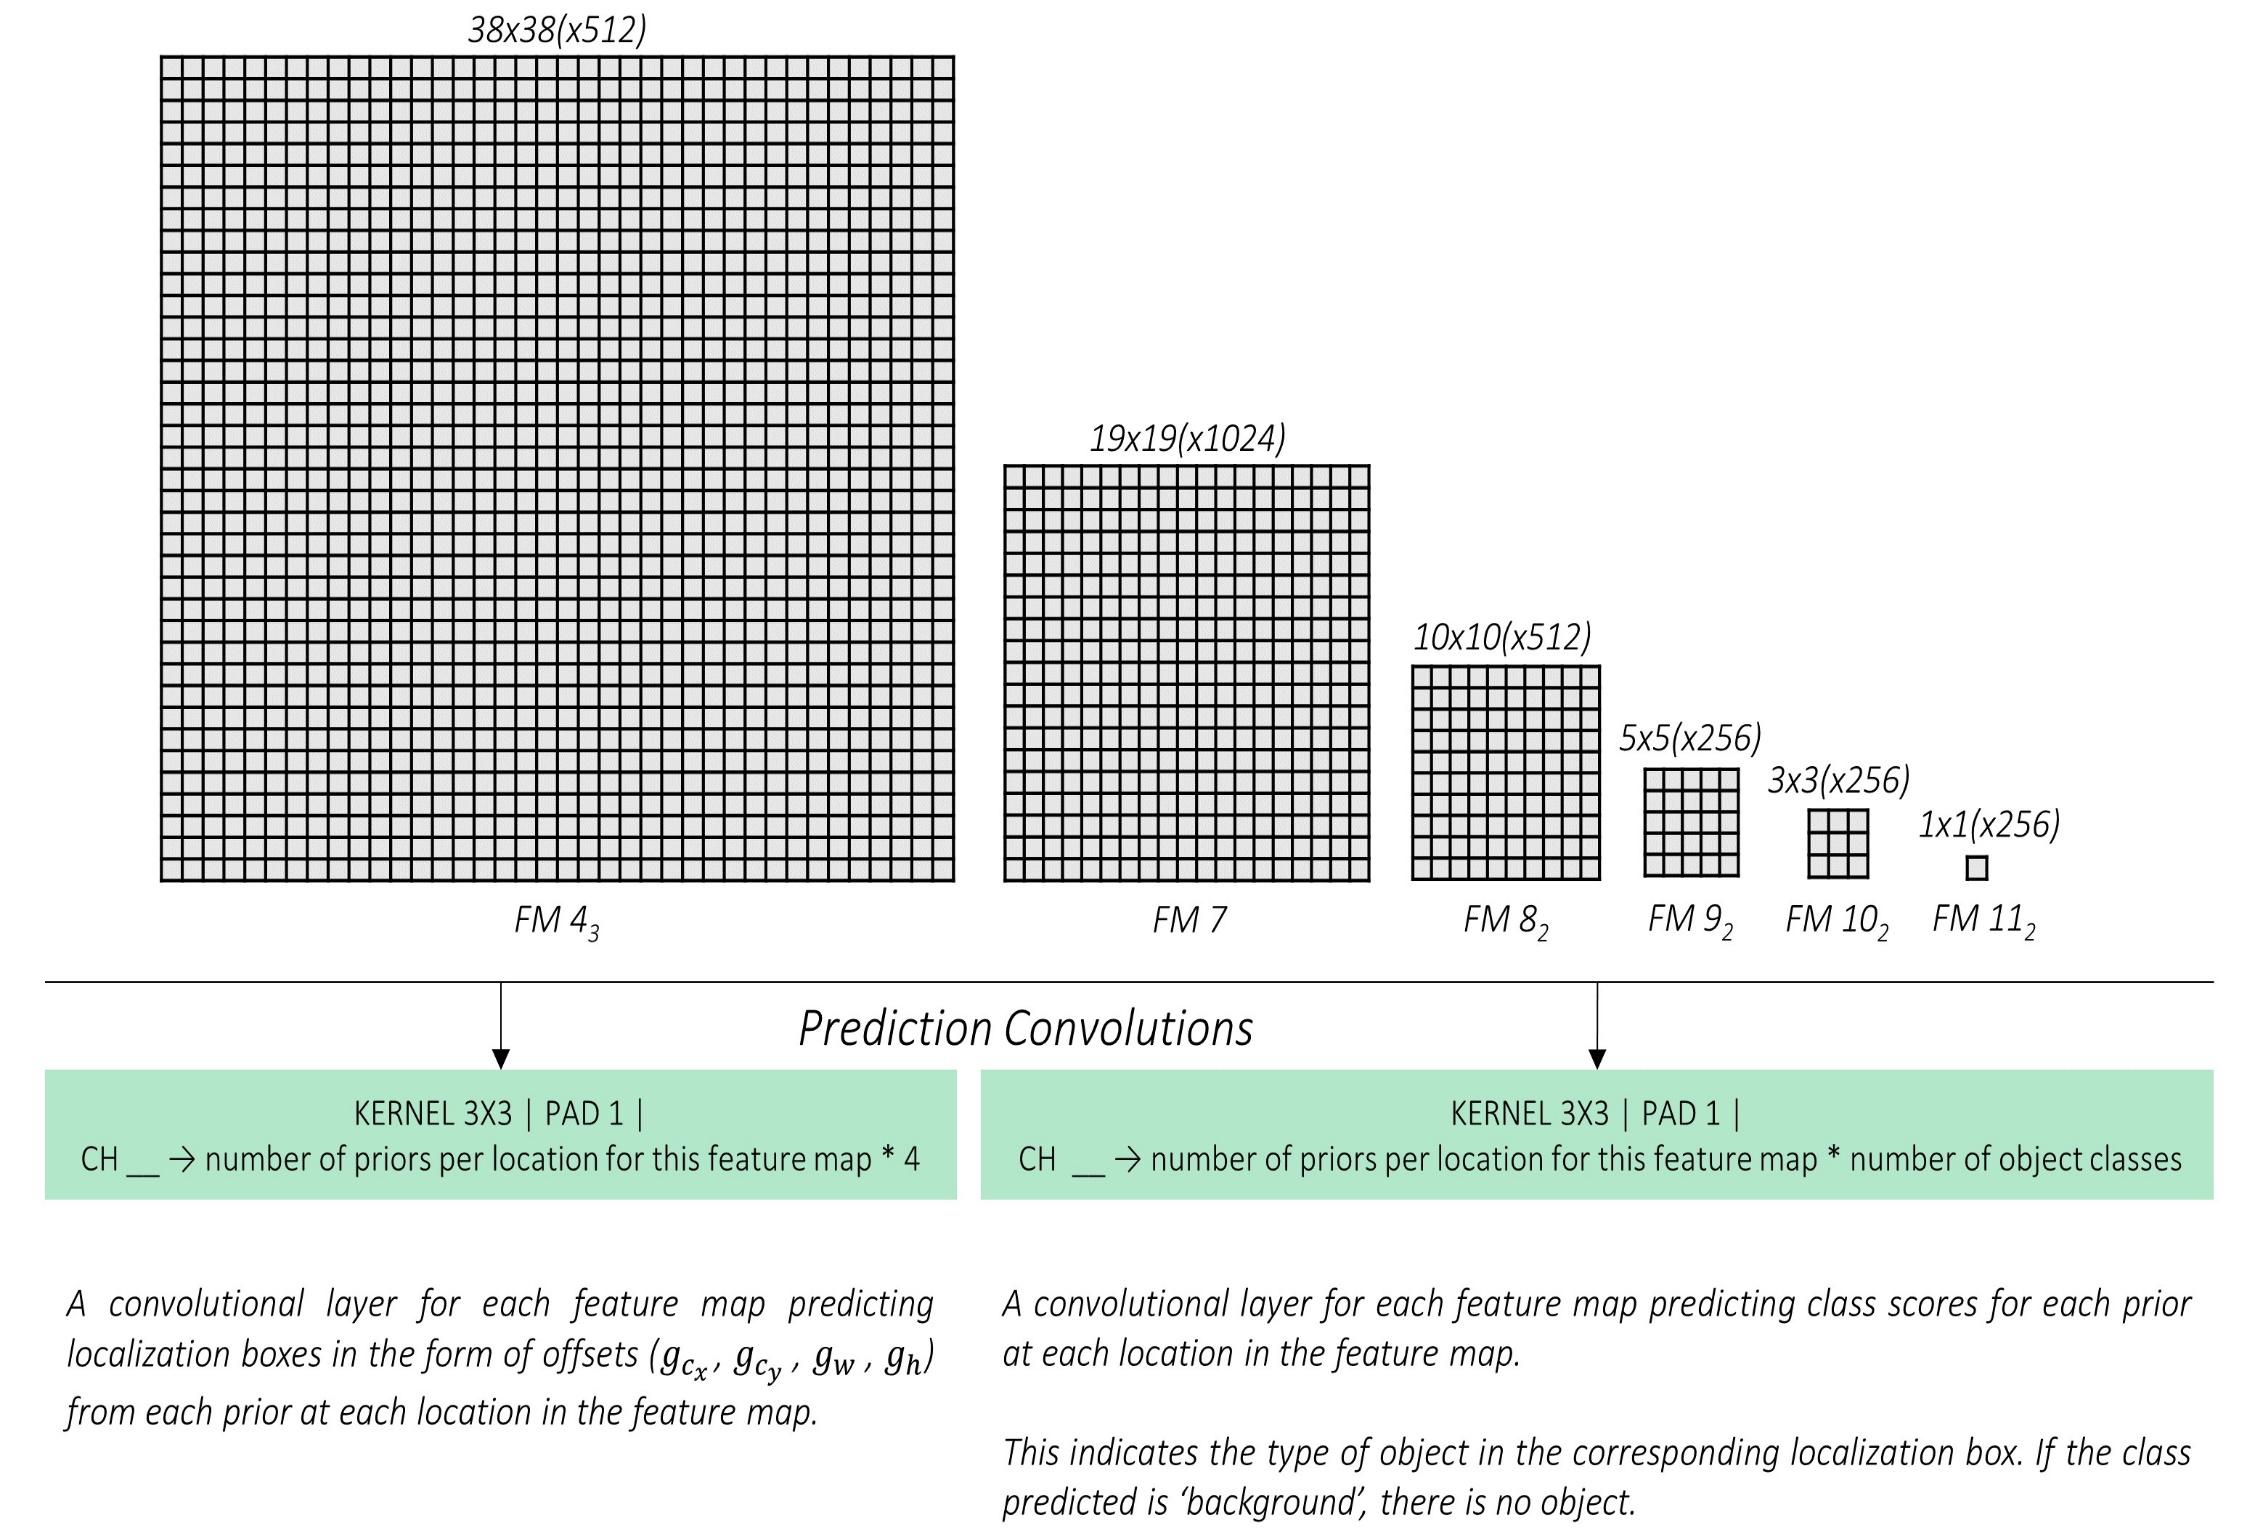 38x38(x512)
19x19(x1024)
10x10(x512)
5x5(x256)
3x3(x256)
1x1(x256)
FM 4₃
FM 7
FM 8₂
FM 9₂
FM 10₂
FM 11₂
Prediction Convolutions
KERNEL 3X3 | PAD 1 |
CH __ → number of priors per location for this feature map * 4
KERNEL 3X3 | PAD 1 |
CH __ → number of priors per location for this feature map * number of object classes
A convolutional layer for each feature map predicting
localization boxes in the form of offsets (g_{c_x}, g_{c_y}, g_w, g_h)
from each prior at each location in the feature map.
A convolutional layer for each feature map predicting class scores for each prior
at each location in the feature map.
This indicates the type of object in the corresponding localization box. If the class
predicted is ‘background’, there is no object.